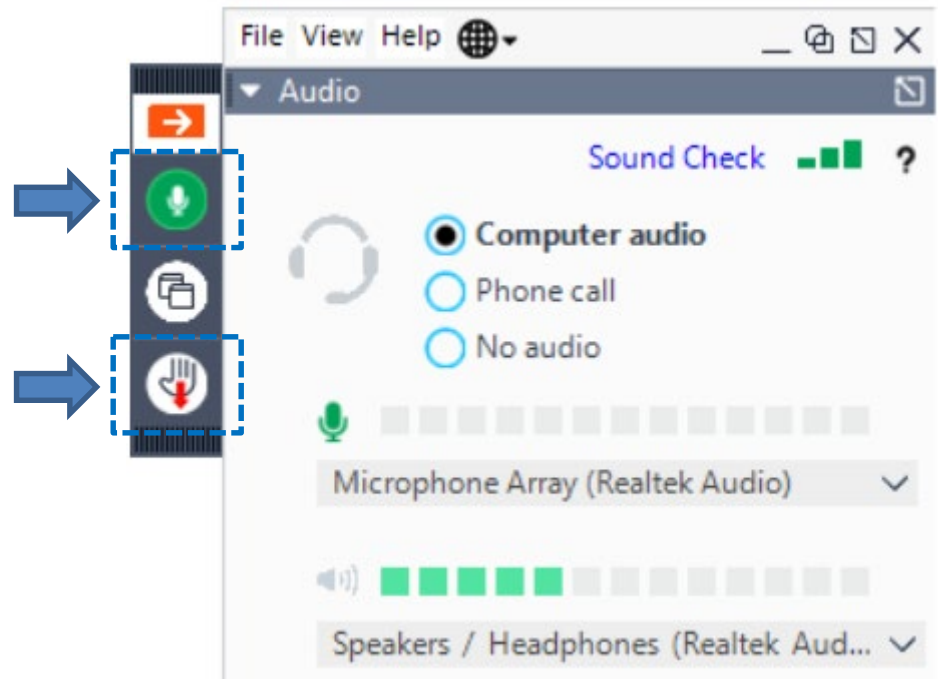 File View Help
Audio
Sound Check ?
Computer audio
Phone call
No audio
Microphone Array (Realtek Audio)
Speakers / Headphones (Realtek Aud...